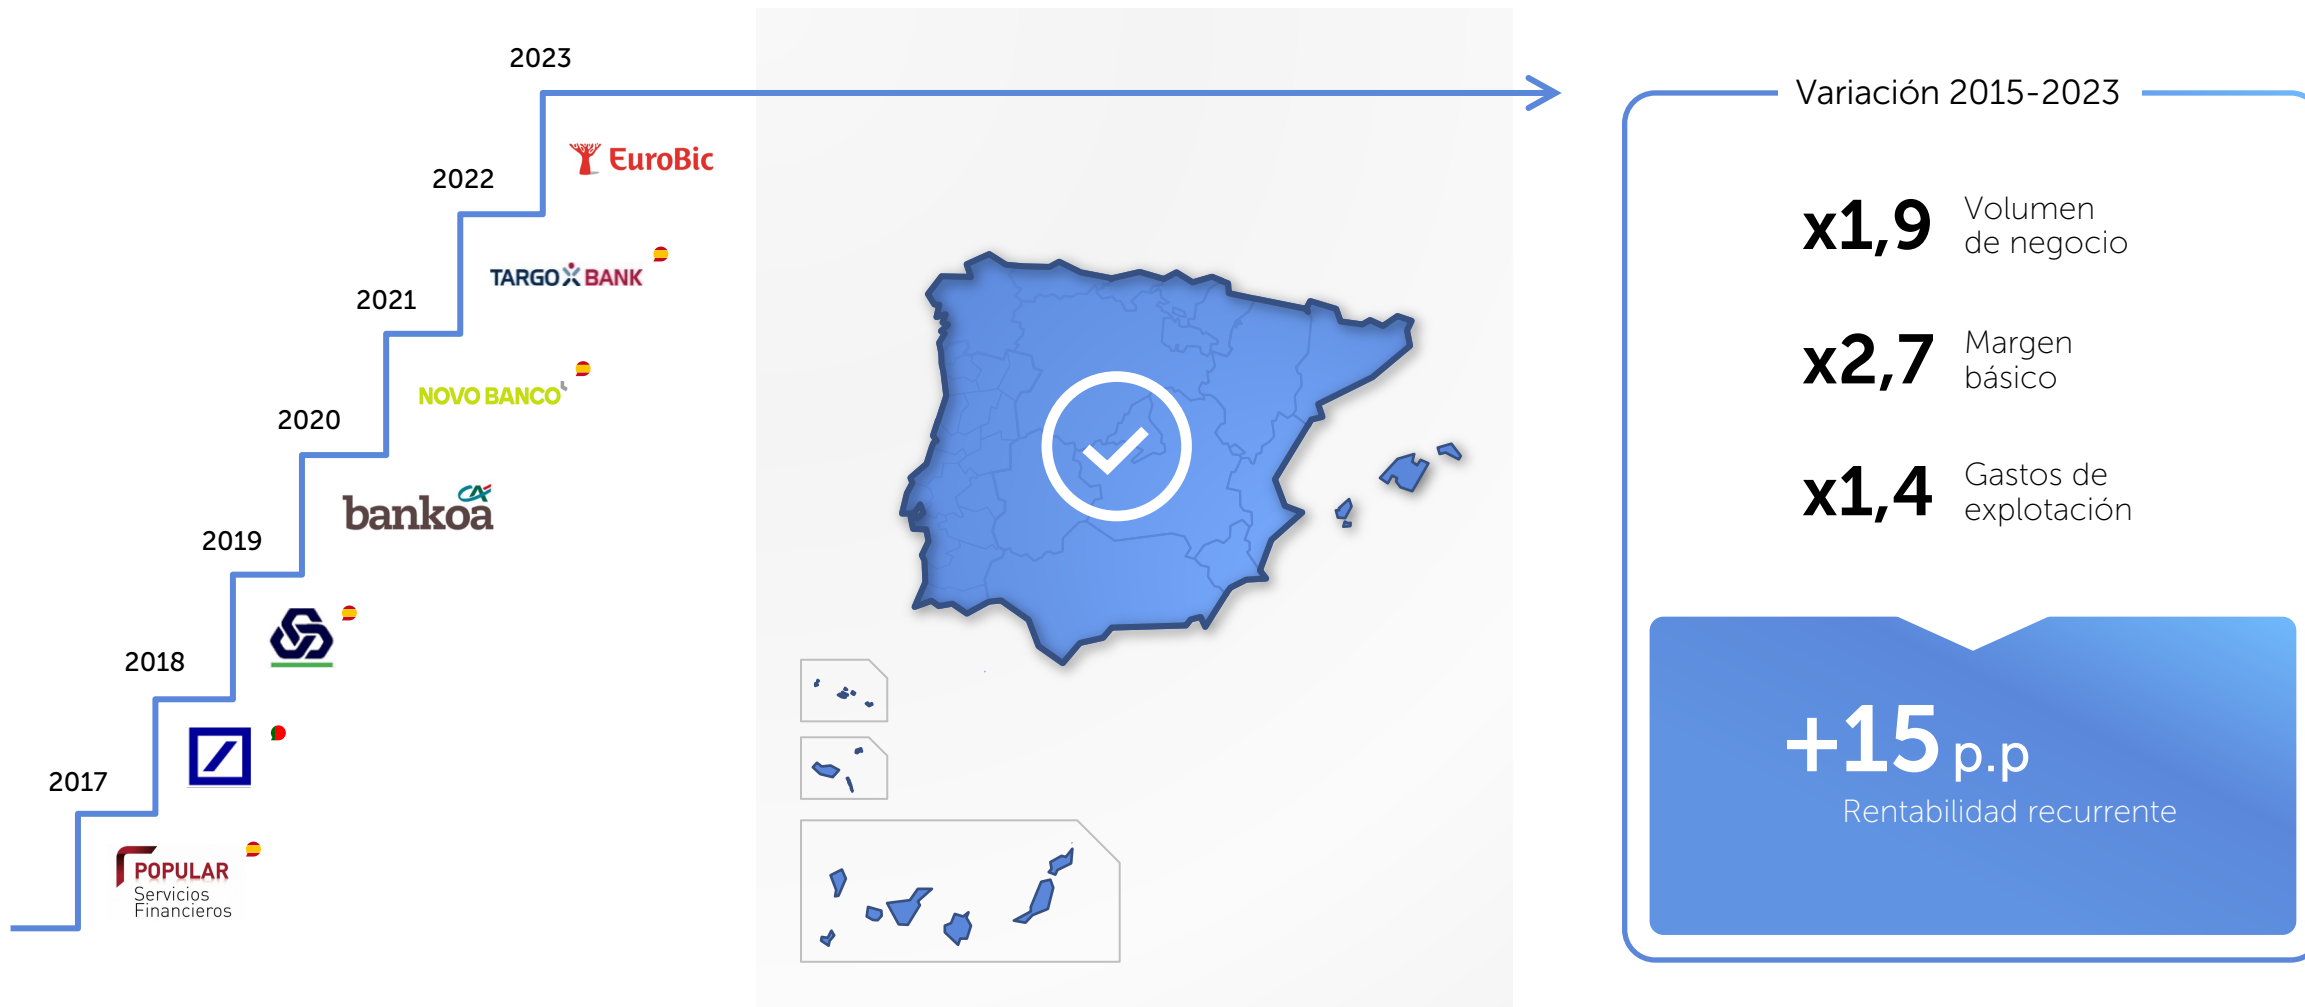 2023
EuroBic
2022
TARGO BANK
2021
NOVO BANCO
2020
CA
bankoa
2019
2018
2017
POPULAR
Servicios
Financieros
Variación 2015-2023
x1,9
Volumen
de negocio
x2,7
Margen
básico
x1,4
Gastos de
explotación
+15 p.p
Rentabilidad recurrente